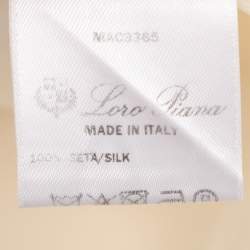 MAC3365
Loro Piana
MADE IN ITALY
100% SETA/SILK